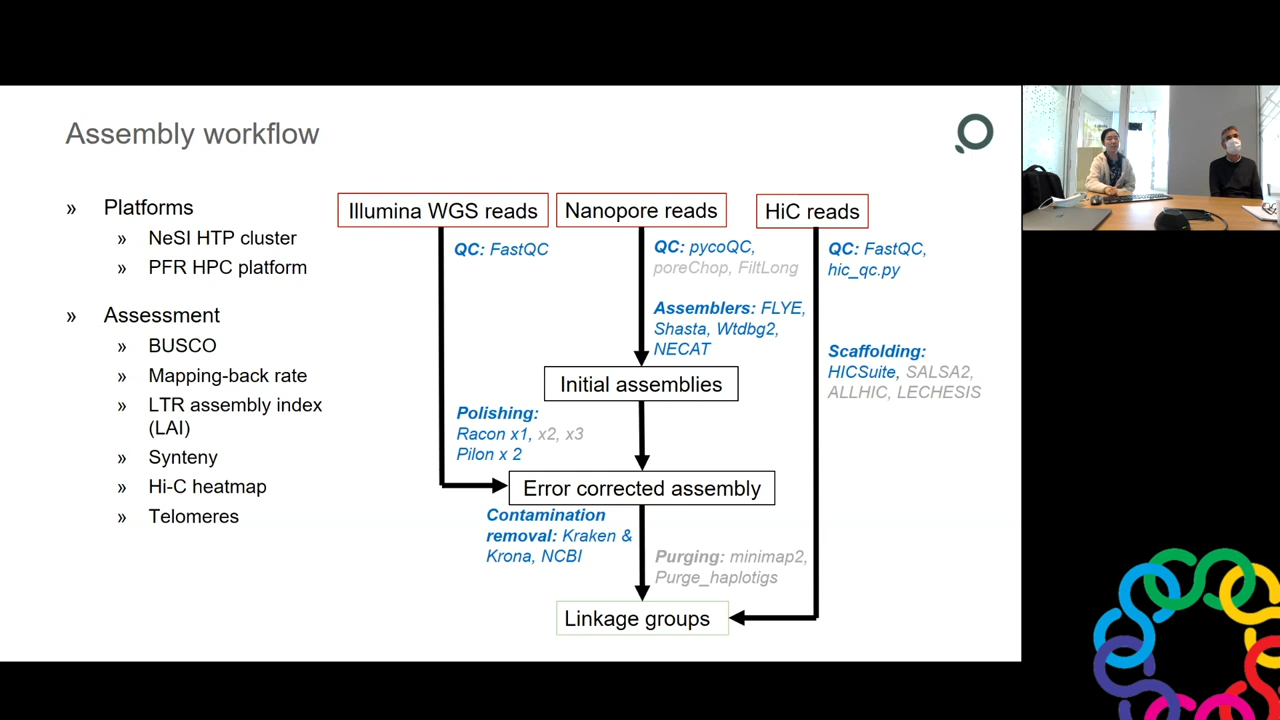 Assembly workflow
» Platforms
» NeSI HTP cluster
» PFR HPC platform
» Assessment
» BUSCO
» Mapping-back rate
» LTR assembly index
(LAI)
» Synteny
» Hi-C heatmap
» Telomeres
Illumina WGS reads
Nanopore reads
HiC reads
QC: FastQC
QC: pycoQC,
poreChop, FiltLong
QC: FastQC,
hic_qc.py
Assemblers: FLYE,
Shasta, Wtdbg2,
NECAT
Scaffolding:
HICSuite, SALSA2,
ALLHIC, LECHESIS
Initial assemblies
Polishing:
Racon x1, x2, x3
Pilon x 2
Error corrected assembly
Contamination
removal: Kraken &
Krona, NCBI
Purging: minimap2,
Purge_haplotigs
Linkage groups